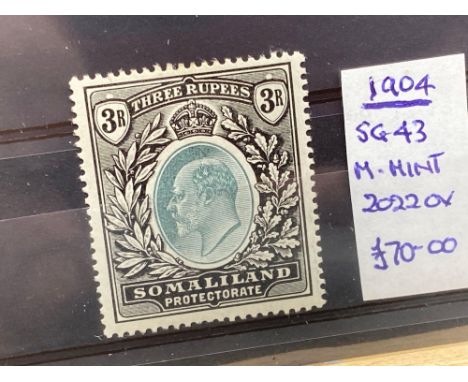 THREE RUPEES
3R
3R
SOMALILAND
PROTECTORATE
1904
SG 43
M. MINT
2022 CV
£70-00